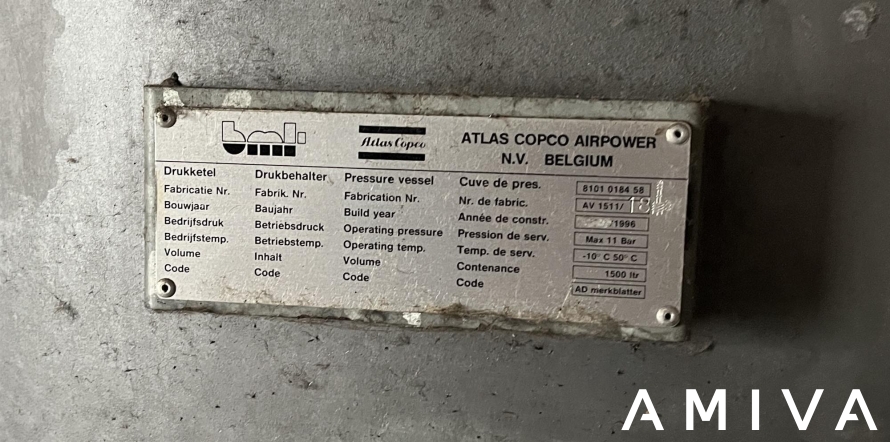 bmli
Atlas Copco
ATLAS COPCO AIRPOWER
N.V. BELGIUM
Drukketel Drukbehalter Pressure vessel Cuve de pres. 8101 0184 58
Fabricatie Nr. Fabrik. Nr. Fabrication Nr. Nr. de fabric. AV 1511/
Bouwjaar Baujahr Build year Année de constr. 1996
Bedrijfsdruk Betriebsdruck Operating pressure Pression de serv. Max 11 Bar
Bedrijfstemp. Betriebstemp. Operating temp. Temp. de serv. -10° C 50° C
Volume Inhalt Volume Contenance 1500 ltr
Code Code Code Code AD merkblatter
AMIVA